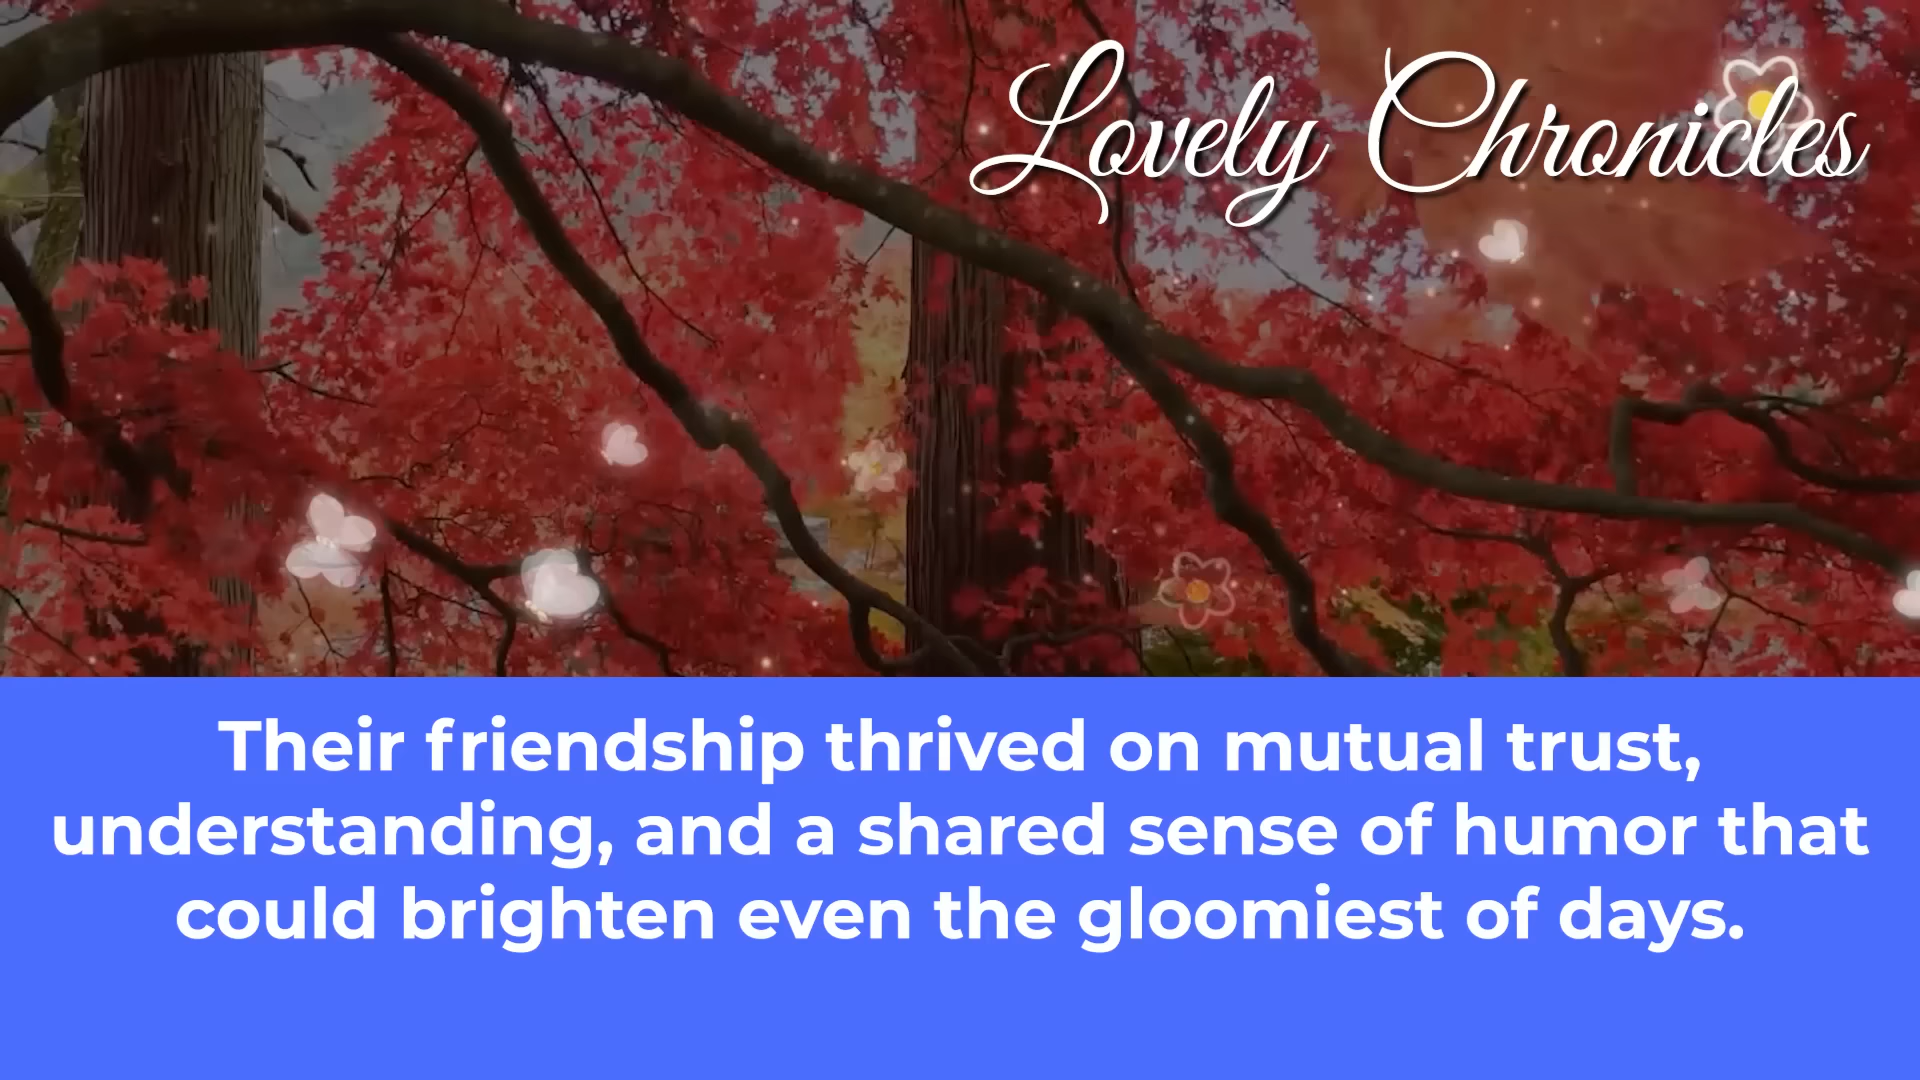 Lovely Chronicles
Their friendship thrived on mutual trust,
understanding, and a shared sense of humor that
could brighten even the gloomiest of days.